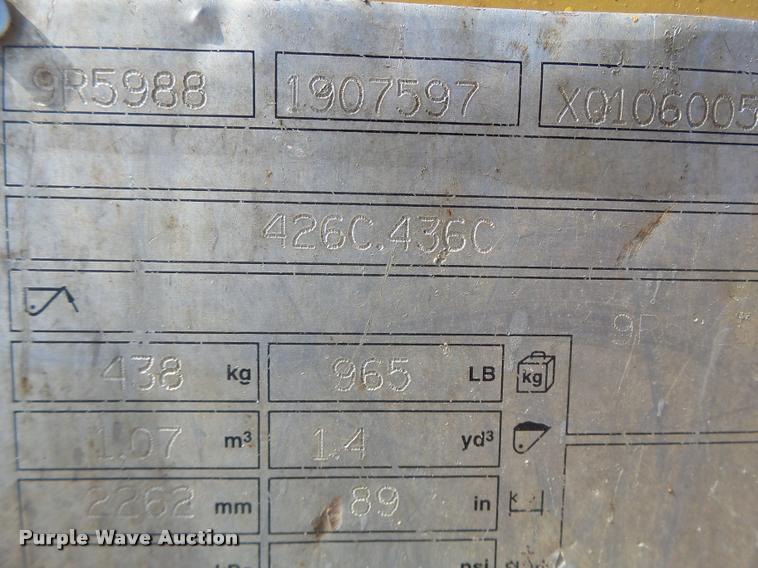 9R5988 1907597 X0106005
426C.436C
438 kg 965 LB kg
1.07 m³ 1.4 yd³
2262 mm 89 in
psi
Purple Wave Auction